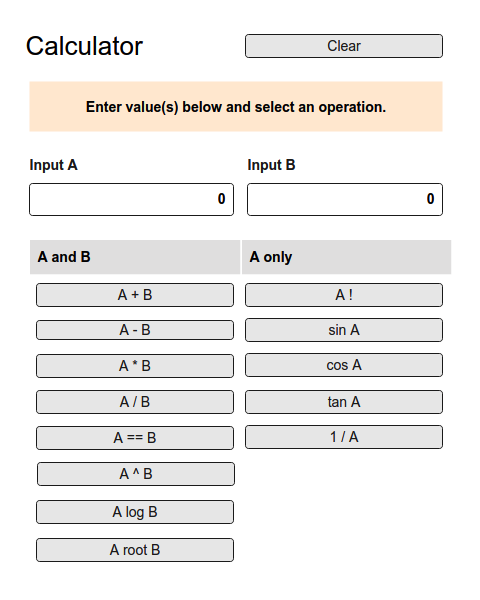 Calculator
Clear
Enter value(s) below and select an operation.
Input A
Input B
0
0
A and B
A only
A + B
A !
A - B
sin A
A * B
cos A
A / B
tan A
A == B
1 / A
A ^ B
A log B
A root B